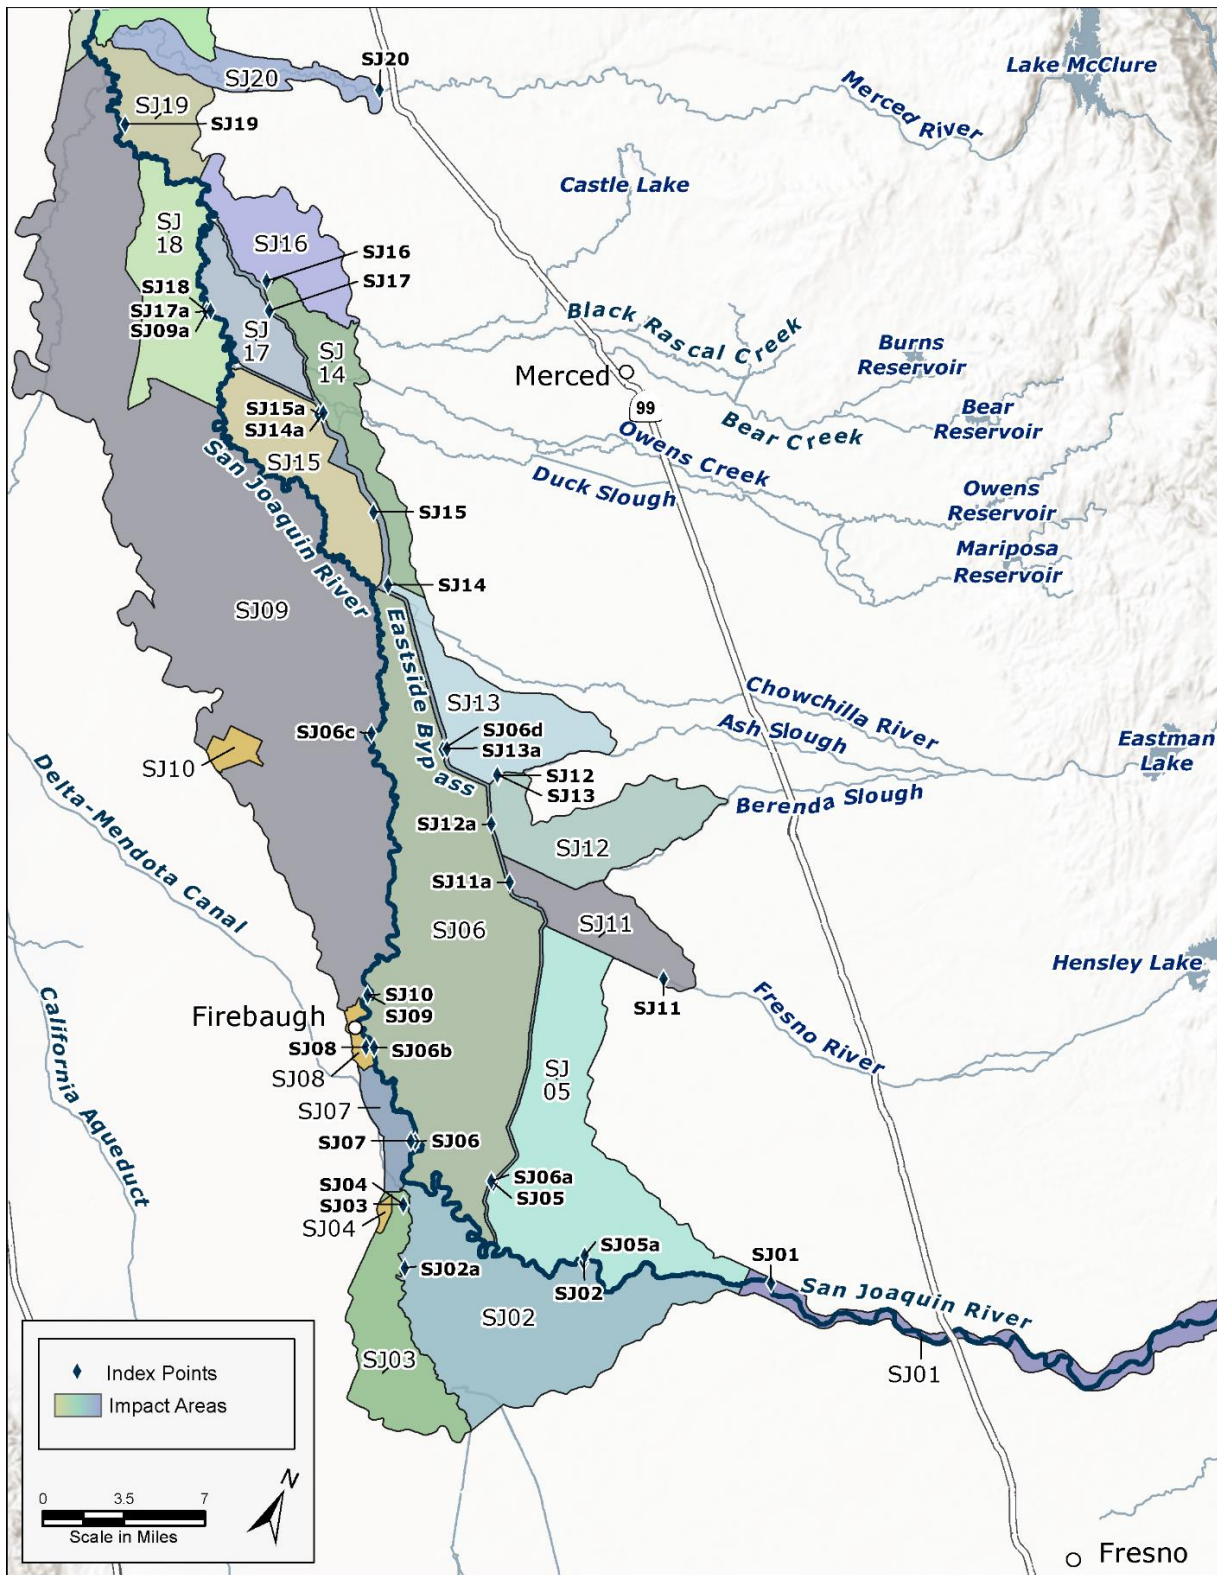 SJ20
SJ20
Lake McClure
Merced River
SJ19
SJ19
Castle Lake
SJ
18
SJ16
SJ16
SJ17
SJ18
SJ17a
SJ09a
SJ
17
SJ
14
Black Rascal Creek
Burns
Reservoir
Merced
99
Bear Creek
Bear
Reservoir
SJ15a
SJ14a
Owens Creek
San Joaquin River
SJ15
Duck Slough
Owens
Reservoir
SJ15
Mariposa
Reservoir
SJ14
SJ09
Eastside Bypass
SJ13
Chowchilla River
SJ06c
SJ06d
SJ13a
Ash Slough
Eastman
Lake
SJ10
SJ12
SJ13
Berenda Slough
Delta-Mendota Canal
SJ12a
SJ12
SJ11a
SJ06
SJ11
Hensley Lake
SJ10
SJ09
SJ11
Fresno River
California Aqueduct
Firebaugh
SJ08
SJ06b
SJ08
SJ
05
SJ07
SJ07
SJ06
SJ04
SJ03
SJ06a
SJ05
SJ04
SJ05a
SJ01
SJ02a
SJ02
San Joaquin River
SJ02
SJ03
SJ01
Index Points
Impact Areas
N
0 3.5 7
Scale in Miles
Fresno